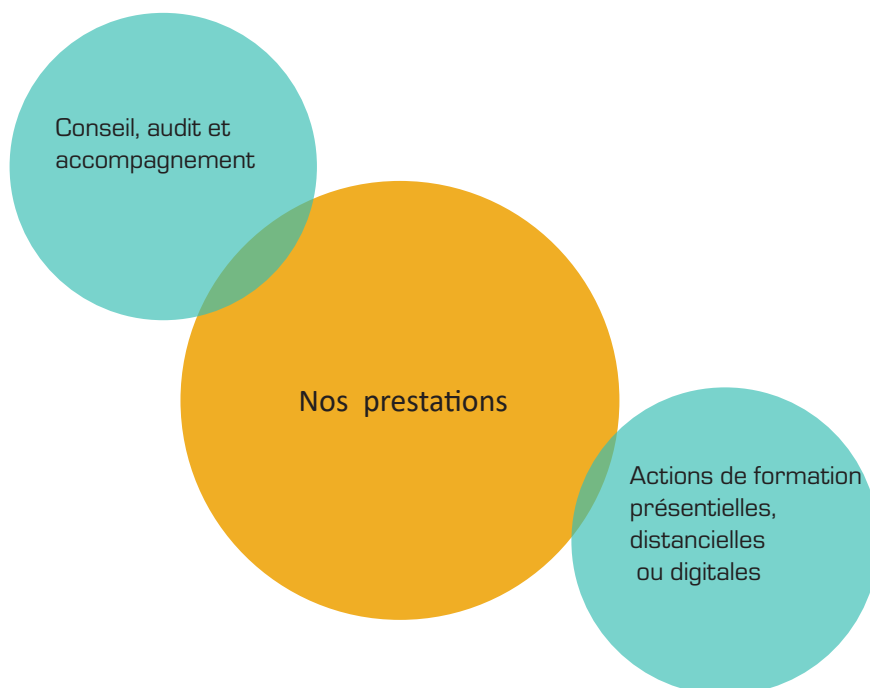 Conseil, audit et
accompagnement
Nos prestations
Actions de formation
présentielles,
distancielles
ou digitales